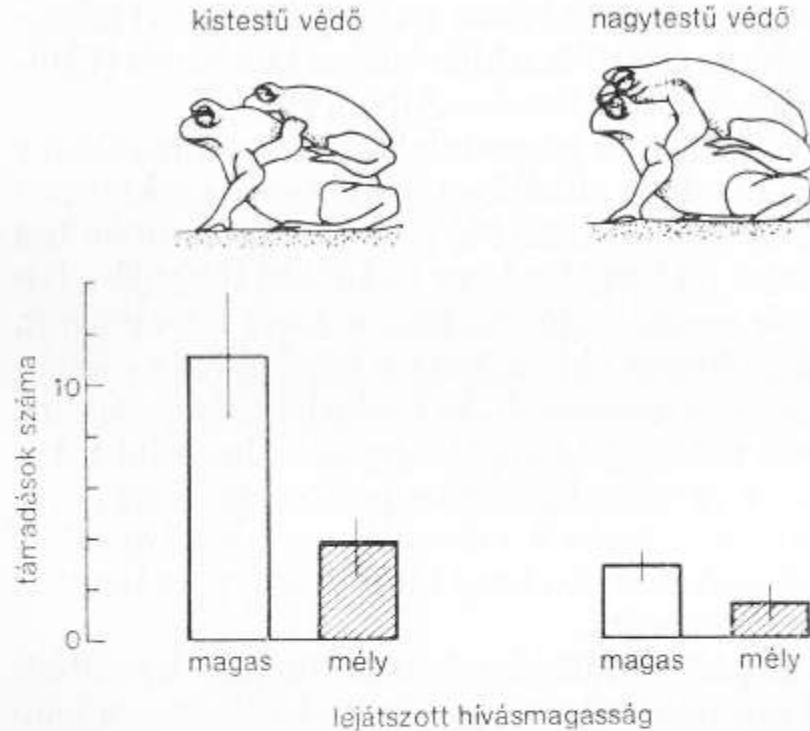 kistestű védő
nagytestű védő
támadások száma
10
0
magas
mély
magas
mély
lejátszott hívásmagasság